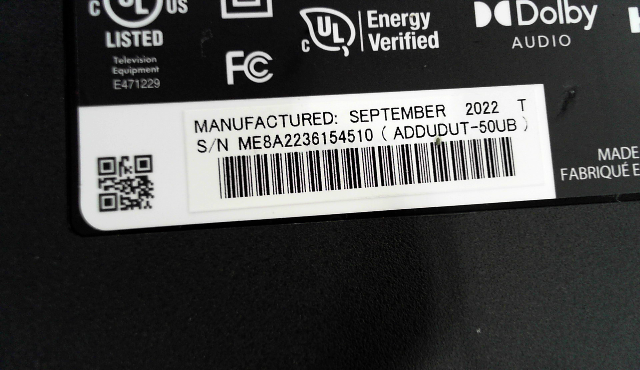 c UL US
LISTED
Television
Equipment
E471229
FC
c UL Energy
Verified
Dolby
AUDIO
MANUFACTURED: SEPTEMBER 2022 T
S/N ME8A2236154510 ( ADDUDUT-50UB )
MADE
FABRIQUÉ E